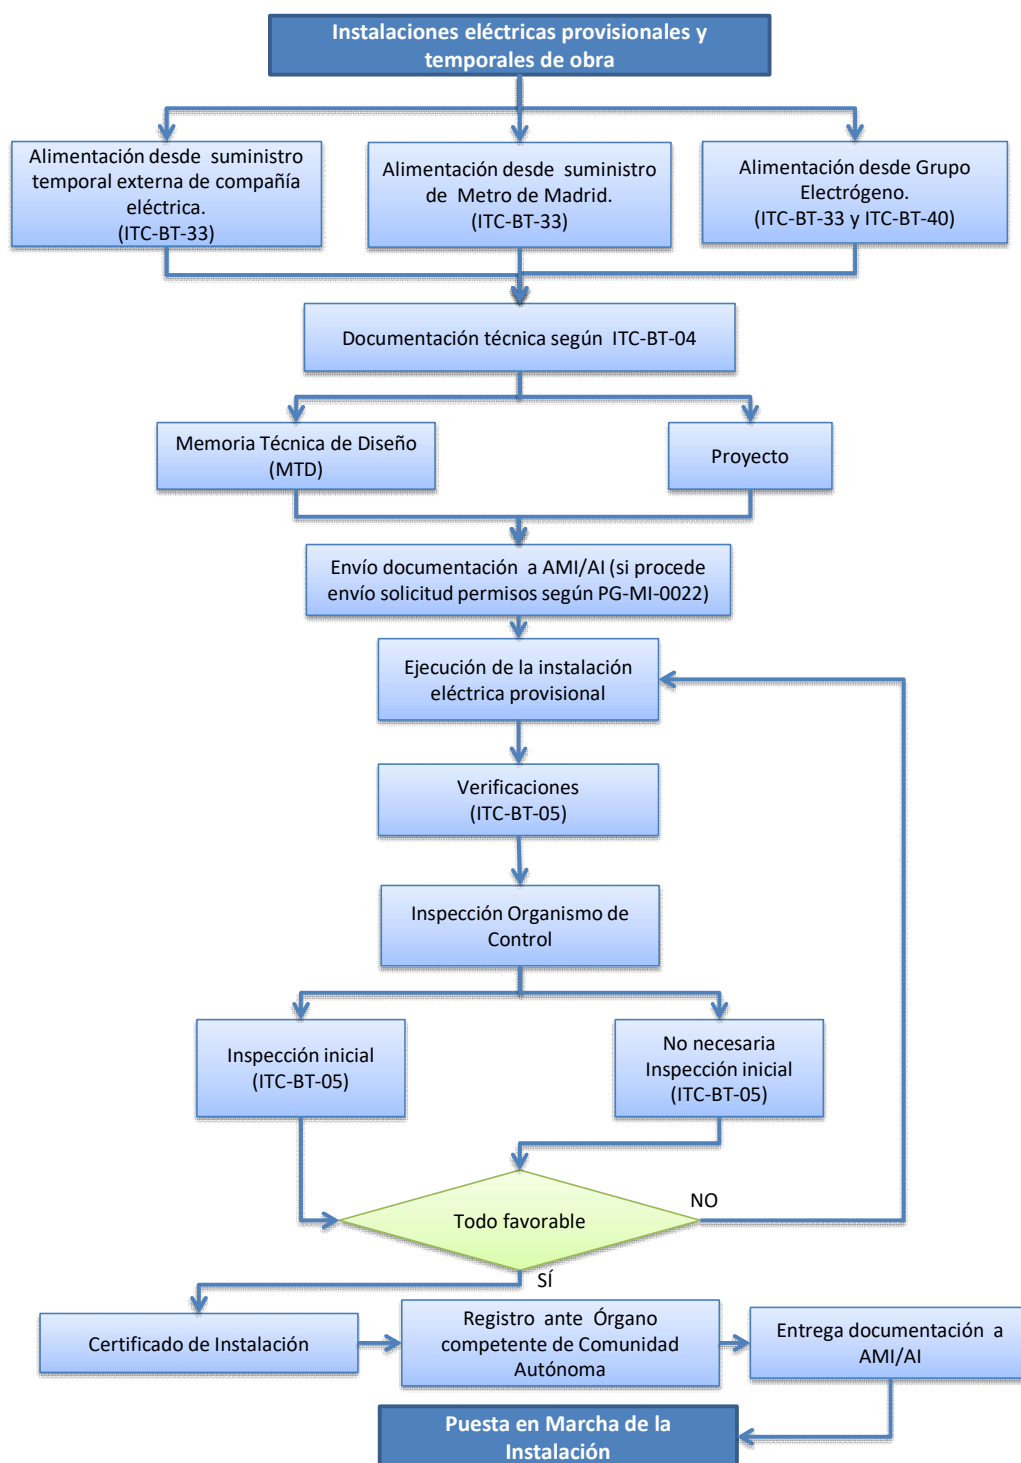 Instalaciones eléctricas provisionales y
temporales de obra
Alimentación desde suministro
temporal externa de compañía
eléctrica.
(ITC-BT-33)
Alimentación desde suministro
de Metro de Madrid.
(ITC-BT-33)
Alimentación desde Grupo
Electrógeno.
(ITC-BT-33 y ITC-BT-40)
Documentación técnica según ITC-BT-04
Memoria Técnica de Diseño
(MTD)
Proyecto
Envío documentación a AMI/AI (si procede
envío solicitud permisos según PG-MI-0022)
Ejecución de la instalación
eléctrica provisional
Verificaciones
(ITC-BT-05)
Inspección Organismo de
Control
Inspección inicial
(ITC-BT-05)
No necesaria
Inspección inicial
(ITC-BT-05)
Todo favorable
NO
SÍ
Certificado de Instalación
Registro ante Órgano
competente de Comunidad
Autónoma
Entrega documentación a
AMI/AI
Puesta en Marcha de la
Instalación